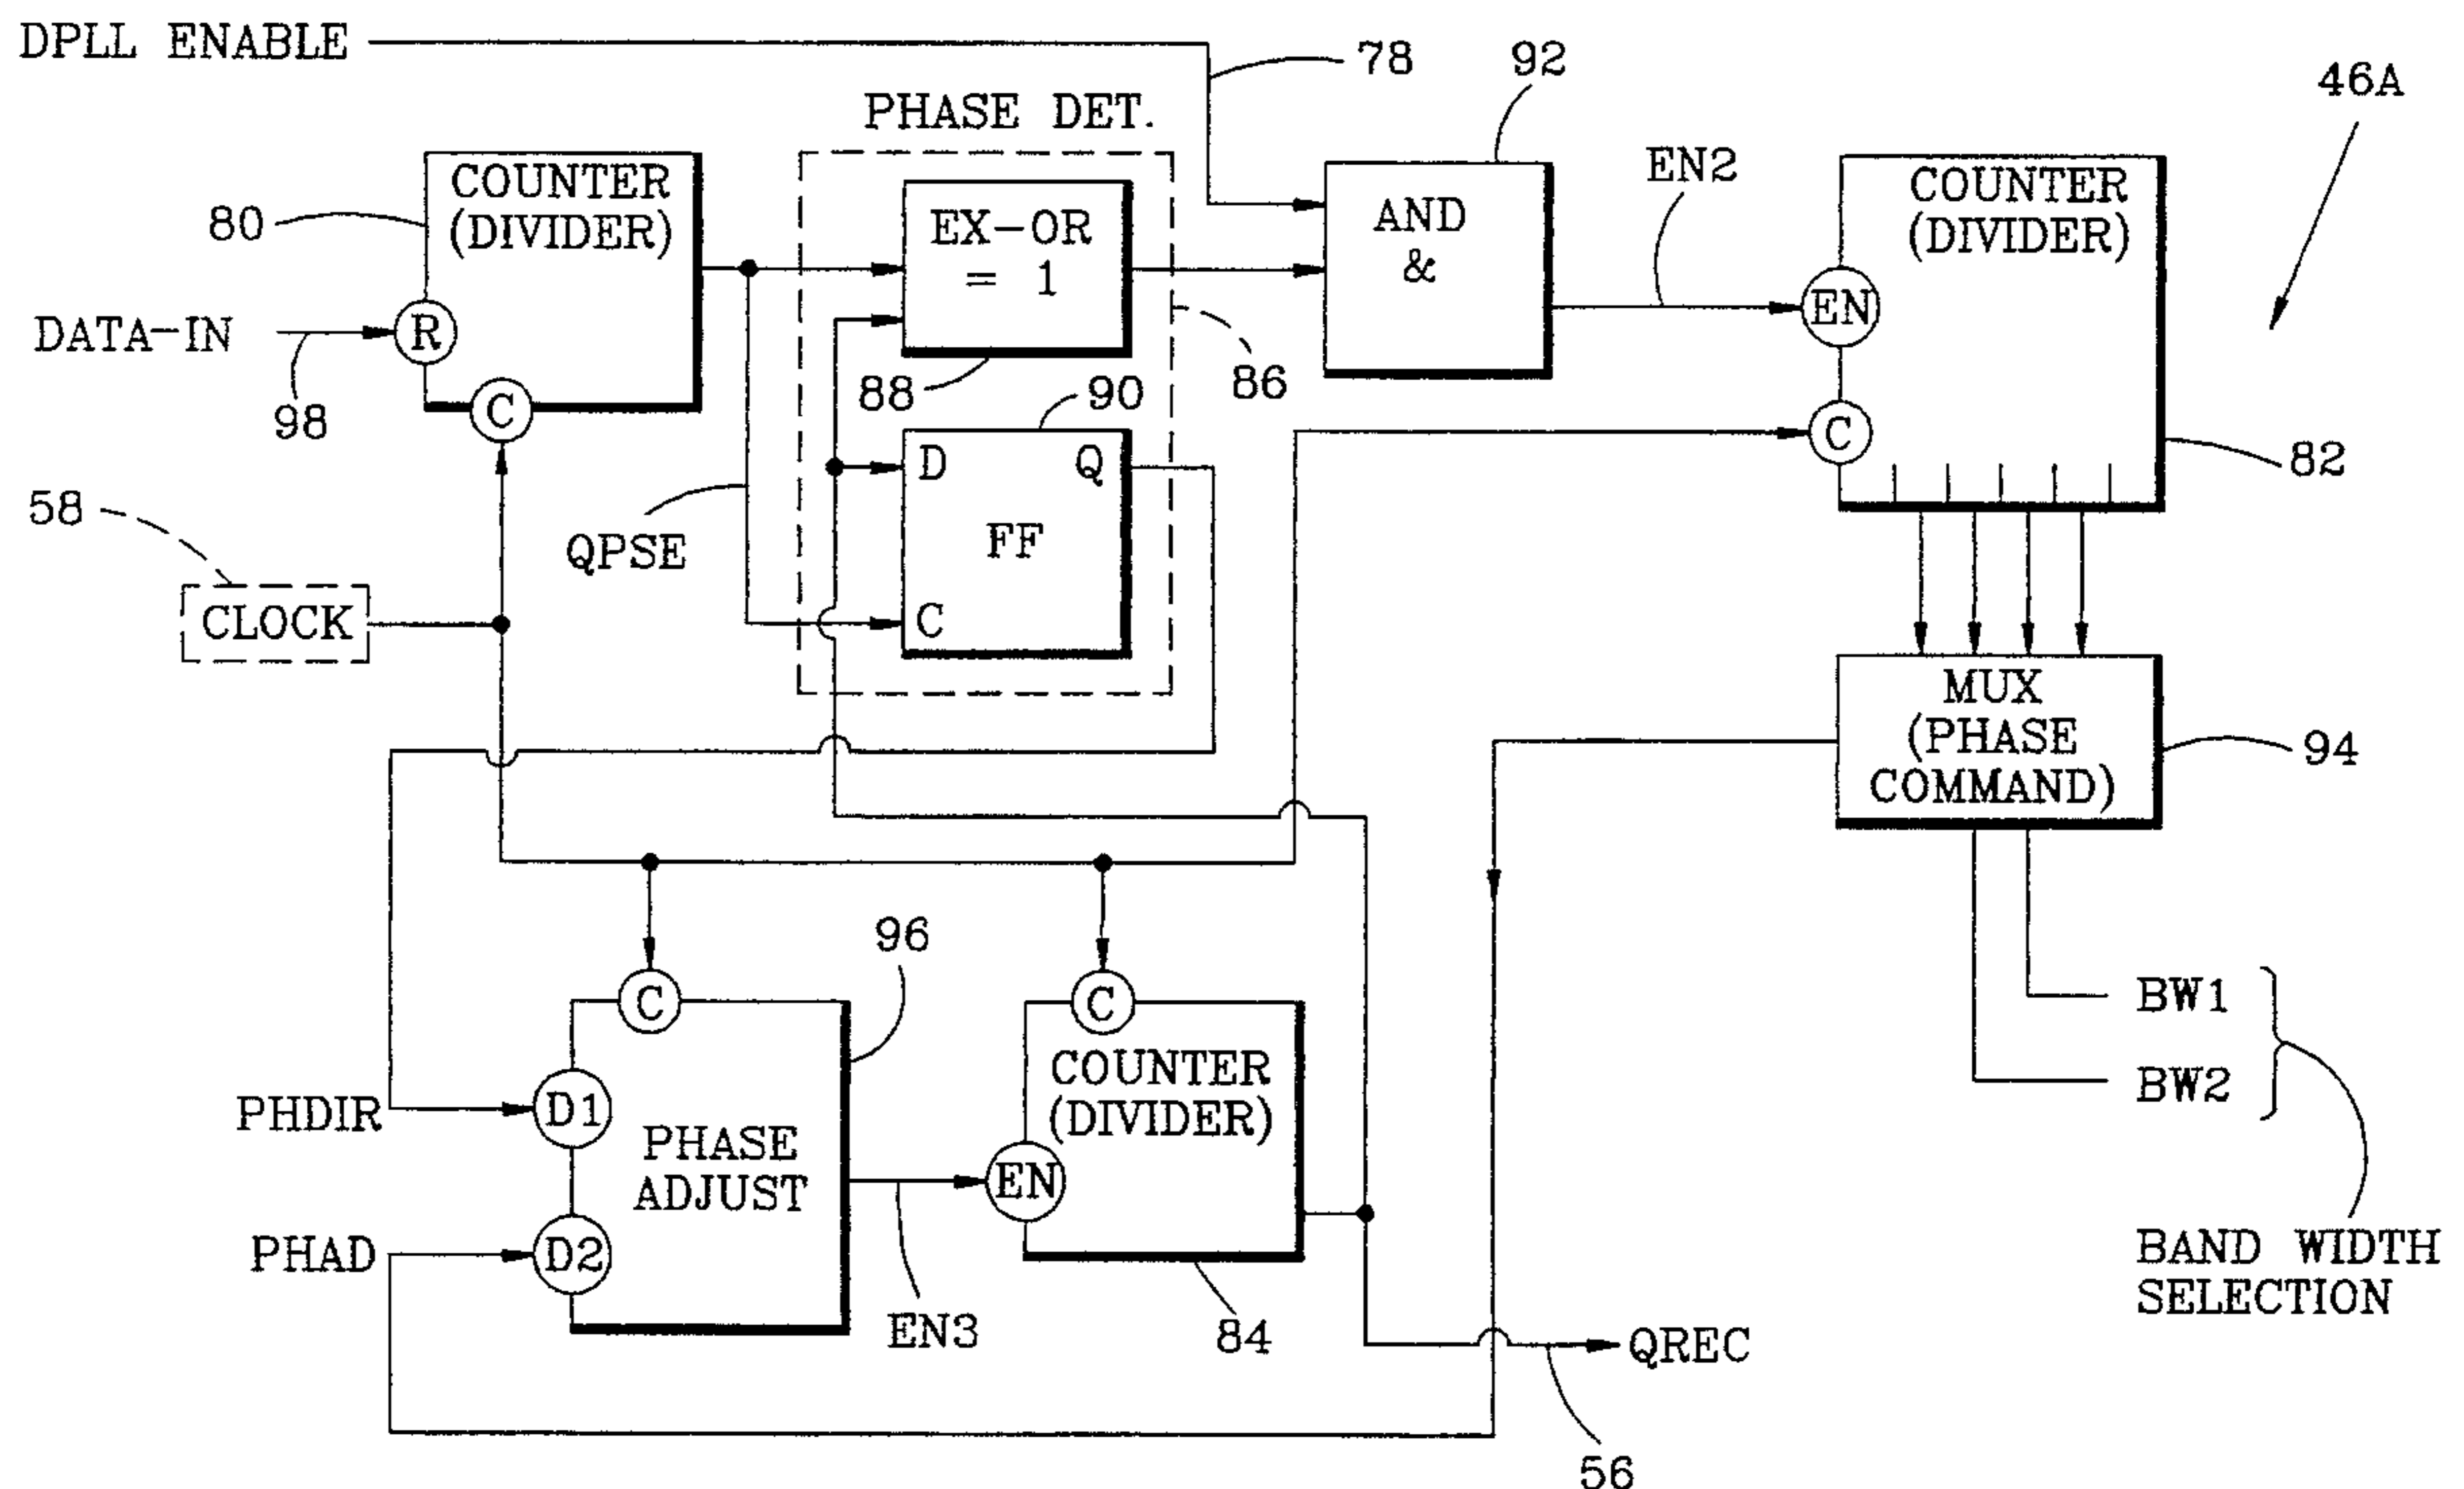 DPLL ENABLE
78
92
46A
PHASE DET.
COUNTER
(DIVIDER)
80
EX-OR
= 1
AND
&
EN2
COUNTER
(DIVIDER)
EN
DATA-IN
R
98
C
88
90
86
C
82
D
Q
FF
C
QPSE
58
CLOCK
MUX
(PHASE
COMMAND)
94
96
C
C
BW1
BW2
BAND WIDTH
SELECTION
PHDIR
D1
PHASE
ADJUST
COUNTER
(DIVIDER)
EN
PHAD
D2
EN3
84
QREC
56